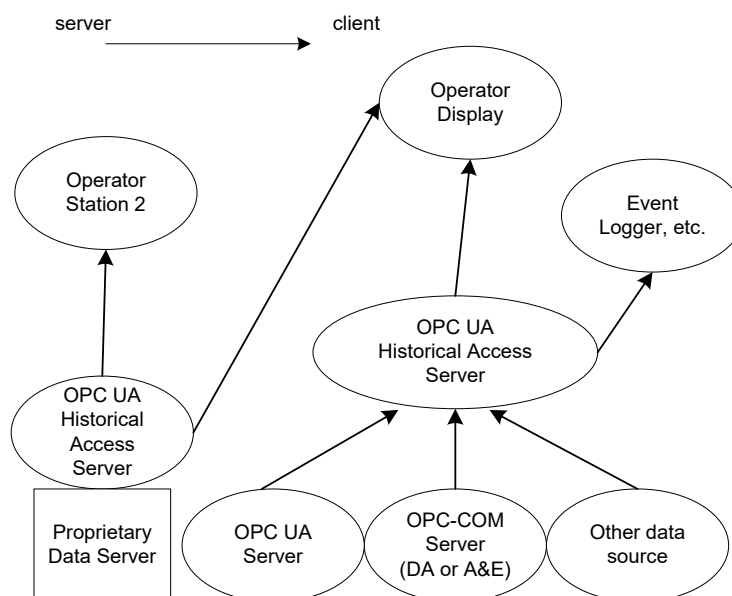 server
client
Operator
Display
Operator
Station 2
Event
Logger, etc.
OPC UA
Historical Access
Server
OPC UA
Historical
Access
Server
Proprietary
Data Server
OPC UA
Server
OPC-COM
Server
(DA or A&E)
Other data
source